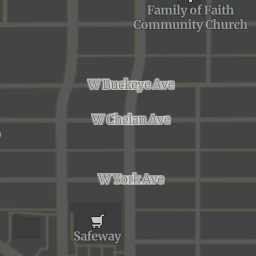 Family of Faith
Community Church
W Buckeye Ave
W Chelan Ave
W York Ave
Safeway